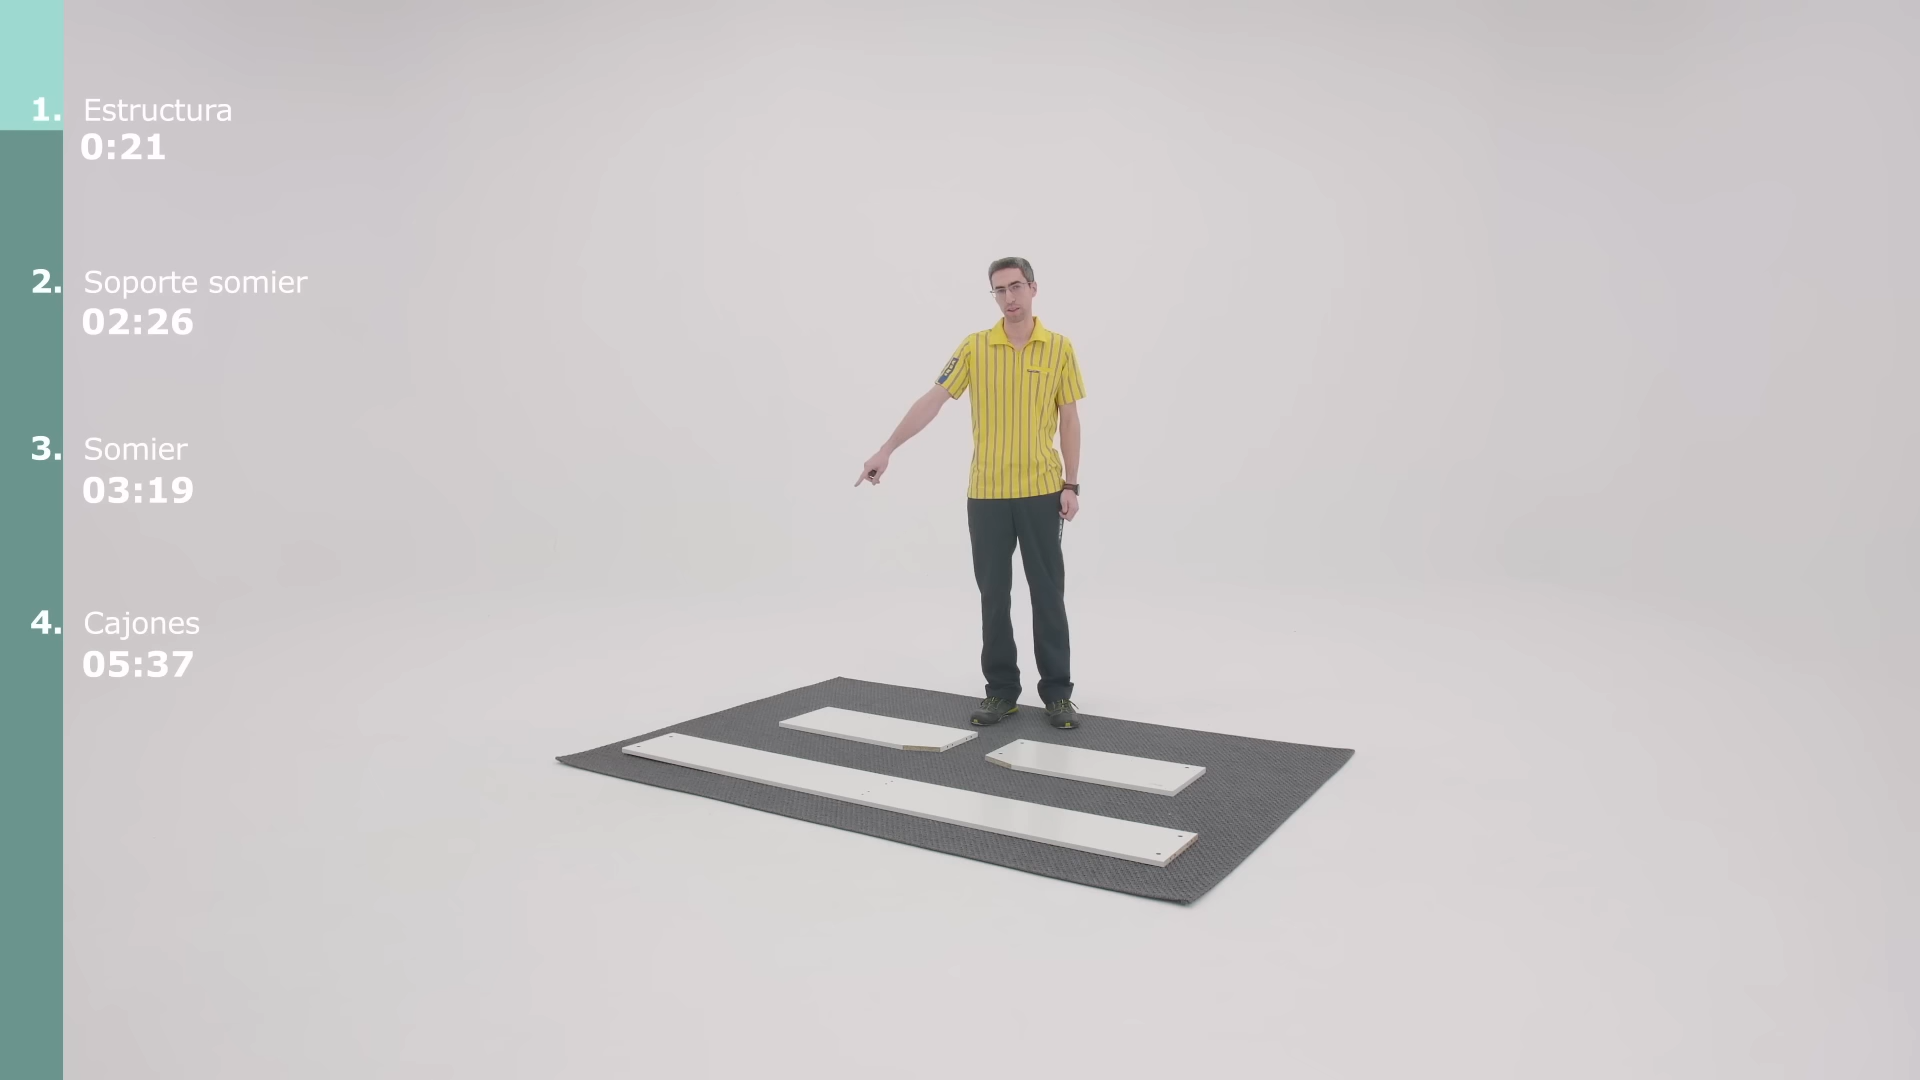 1. Estructura
0:21
2. Soporte somier
02:26
3. Somier
03:19
4. Cajones
05:37